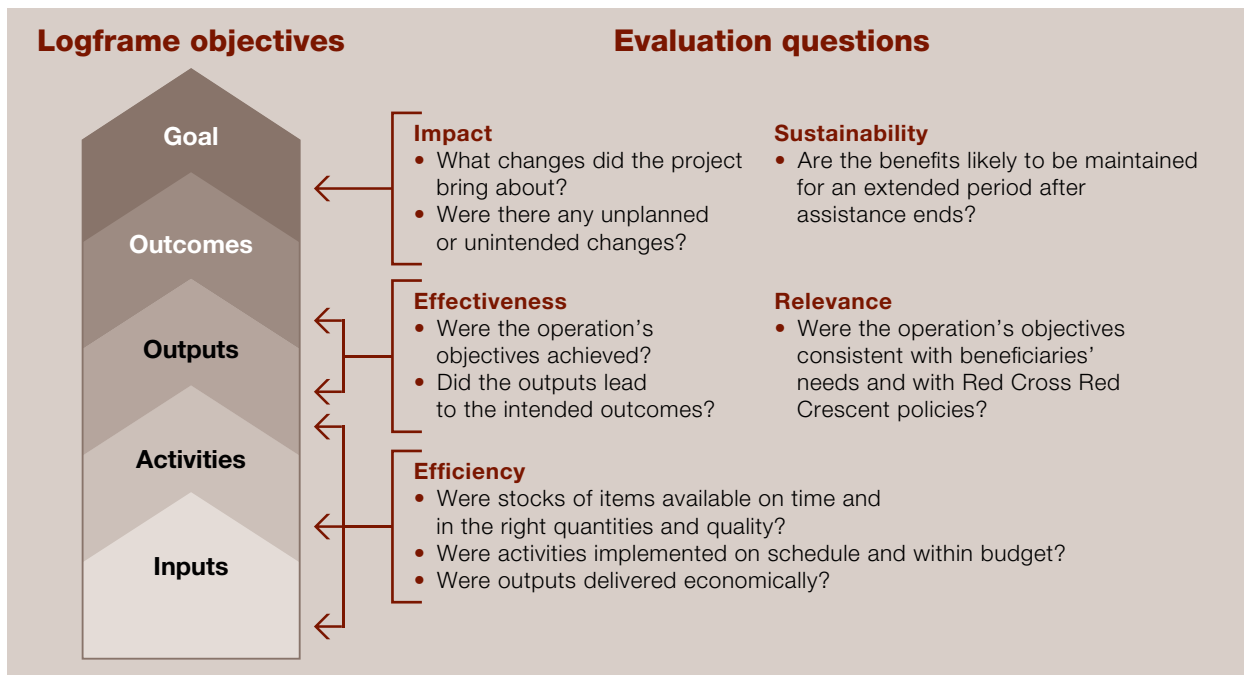 Logframe objectives
Evaluation questions
Goal
Outcomes
Outputs
Activities
Inputs
Impact
• What changes did the project
bring about?
• Were there any unplanned
or unintended changes?
Sustainability
• Are the benefits likely to be maintained
for an extended period after
assistance ends?
Effectiveness
• Were the operation’s
objectives achieved?
• Did the outputs lead
to the intended outcomes?
Relevance
• Were the operation’s objectives
consistent with beneficiaries’
needs and with Red Cross Red
Crescent policies?
Efficiency
• Were stocks of items available on time and
in the right quantities and quality?
• Were activities implemented on schedule and within budget?
• Were outputs delivered economically?